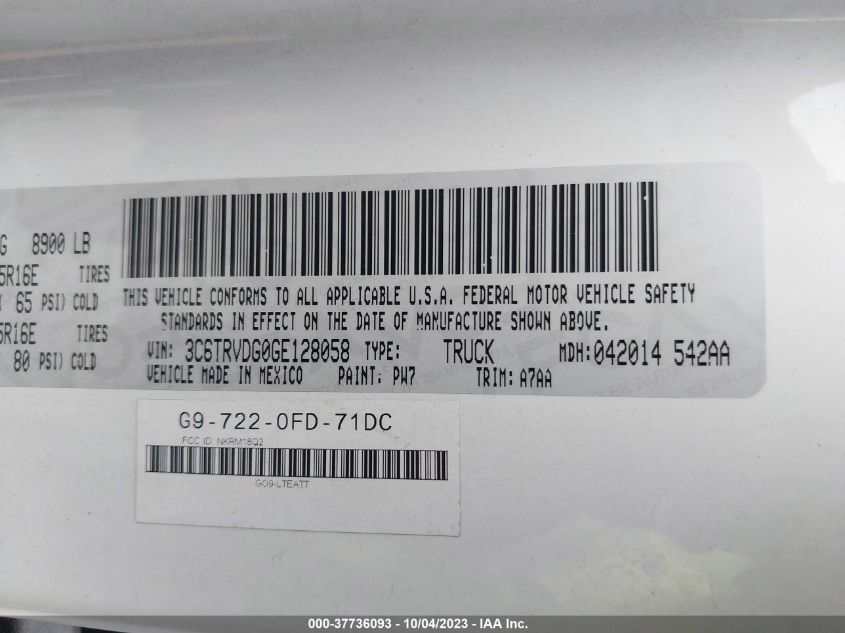 G 8900 LB
5R16E TIRES
65 PSI) COLD
5R16E TIRES
80 PSI) COLD
THIS VEHICLE CONFORMS TO ALL APPLICABLE U.S.A. FEDERAL MOTOR VEHICLE SAFETY
STANDARDS IN EFFECT ON THE DATE OF MANUFACTURE SHOWN ABOVE.
VIN: 3C6TRVDG0GE128058 TYPE: TRUCK MDH:042014 542AA
VEHICLE MADE IN MEXICO PAINT: PW7 TRIM: A7AA
G9-722-0FD-71DC
FCC ID NKRM18Q2
GO9-LTEATT
000-37736093 - 10/04/2023 - IAA Inc.